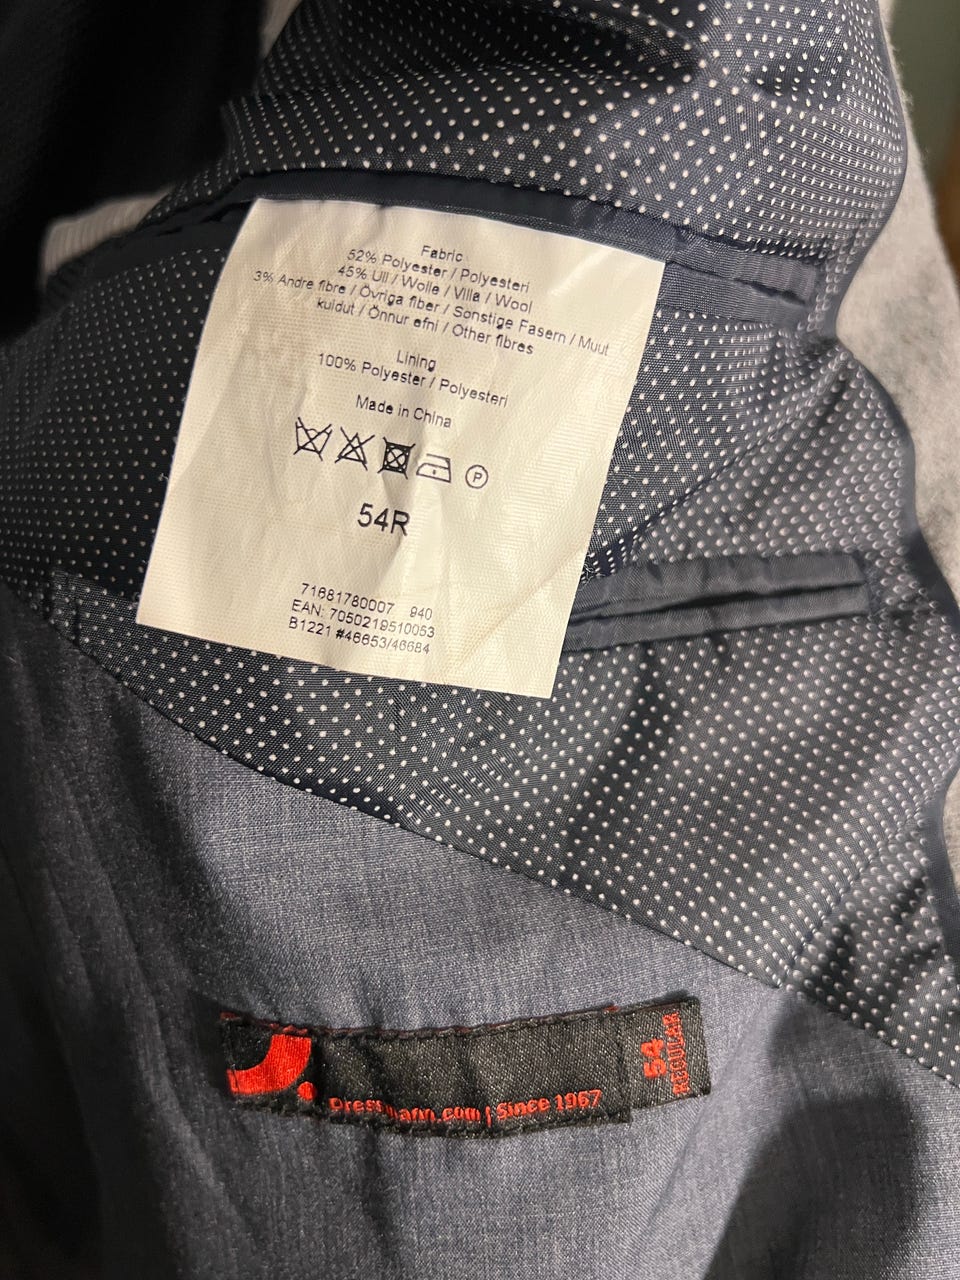 Fabric
52% Polyester / Polyesteri
45% Ull / Wolle / Villa / Wool
3% Andre fibre / Övriga fiber / Sonstige Fasern / Muut
kuidut / Önnur efni / Other fibres
Lining
100% Polyester / Polyesteri
Made in China
P
54R
71681780007 940
EAN: 7050219510053
B1221 #46653/46684
dressmann.com | Since 1967
54
REGULAR